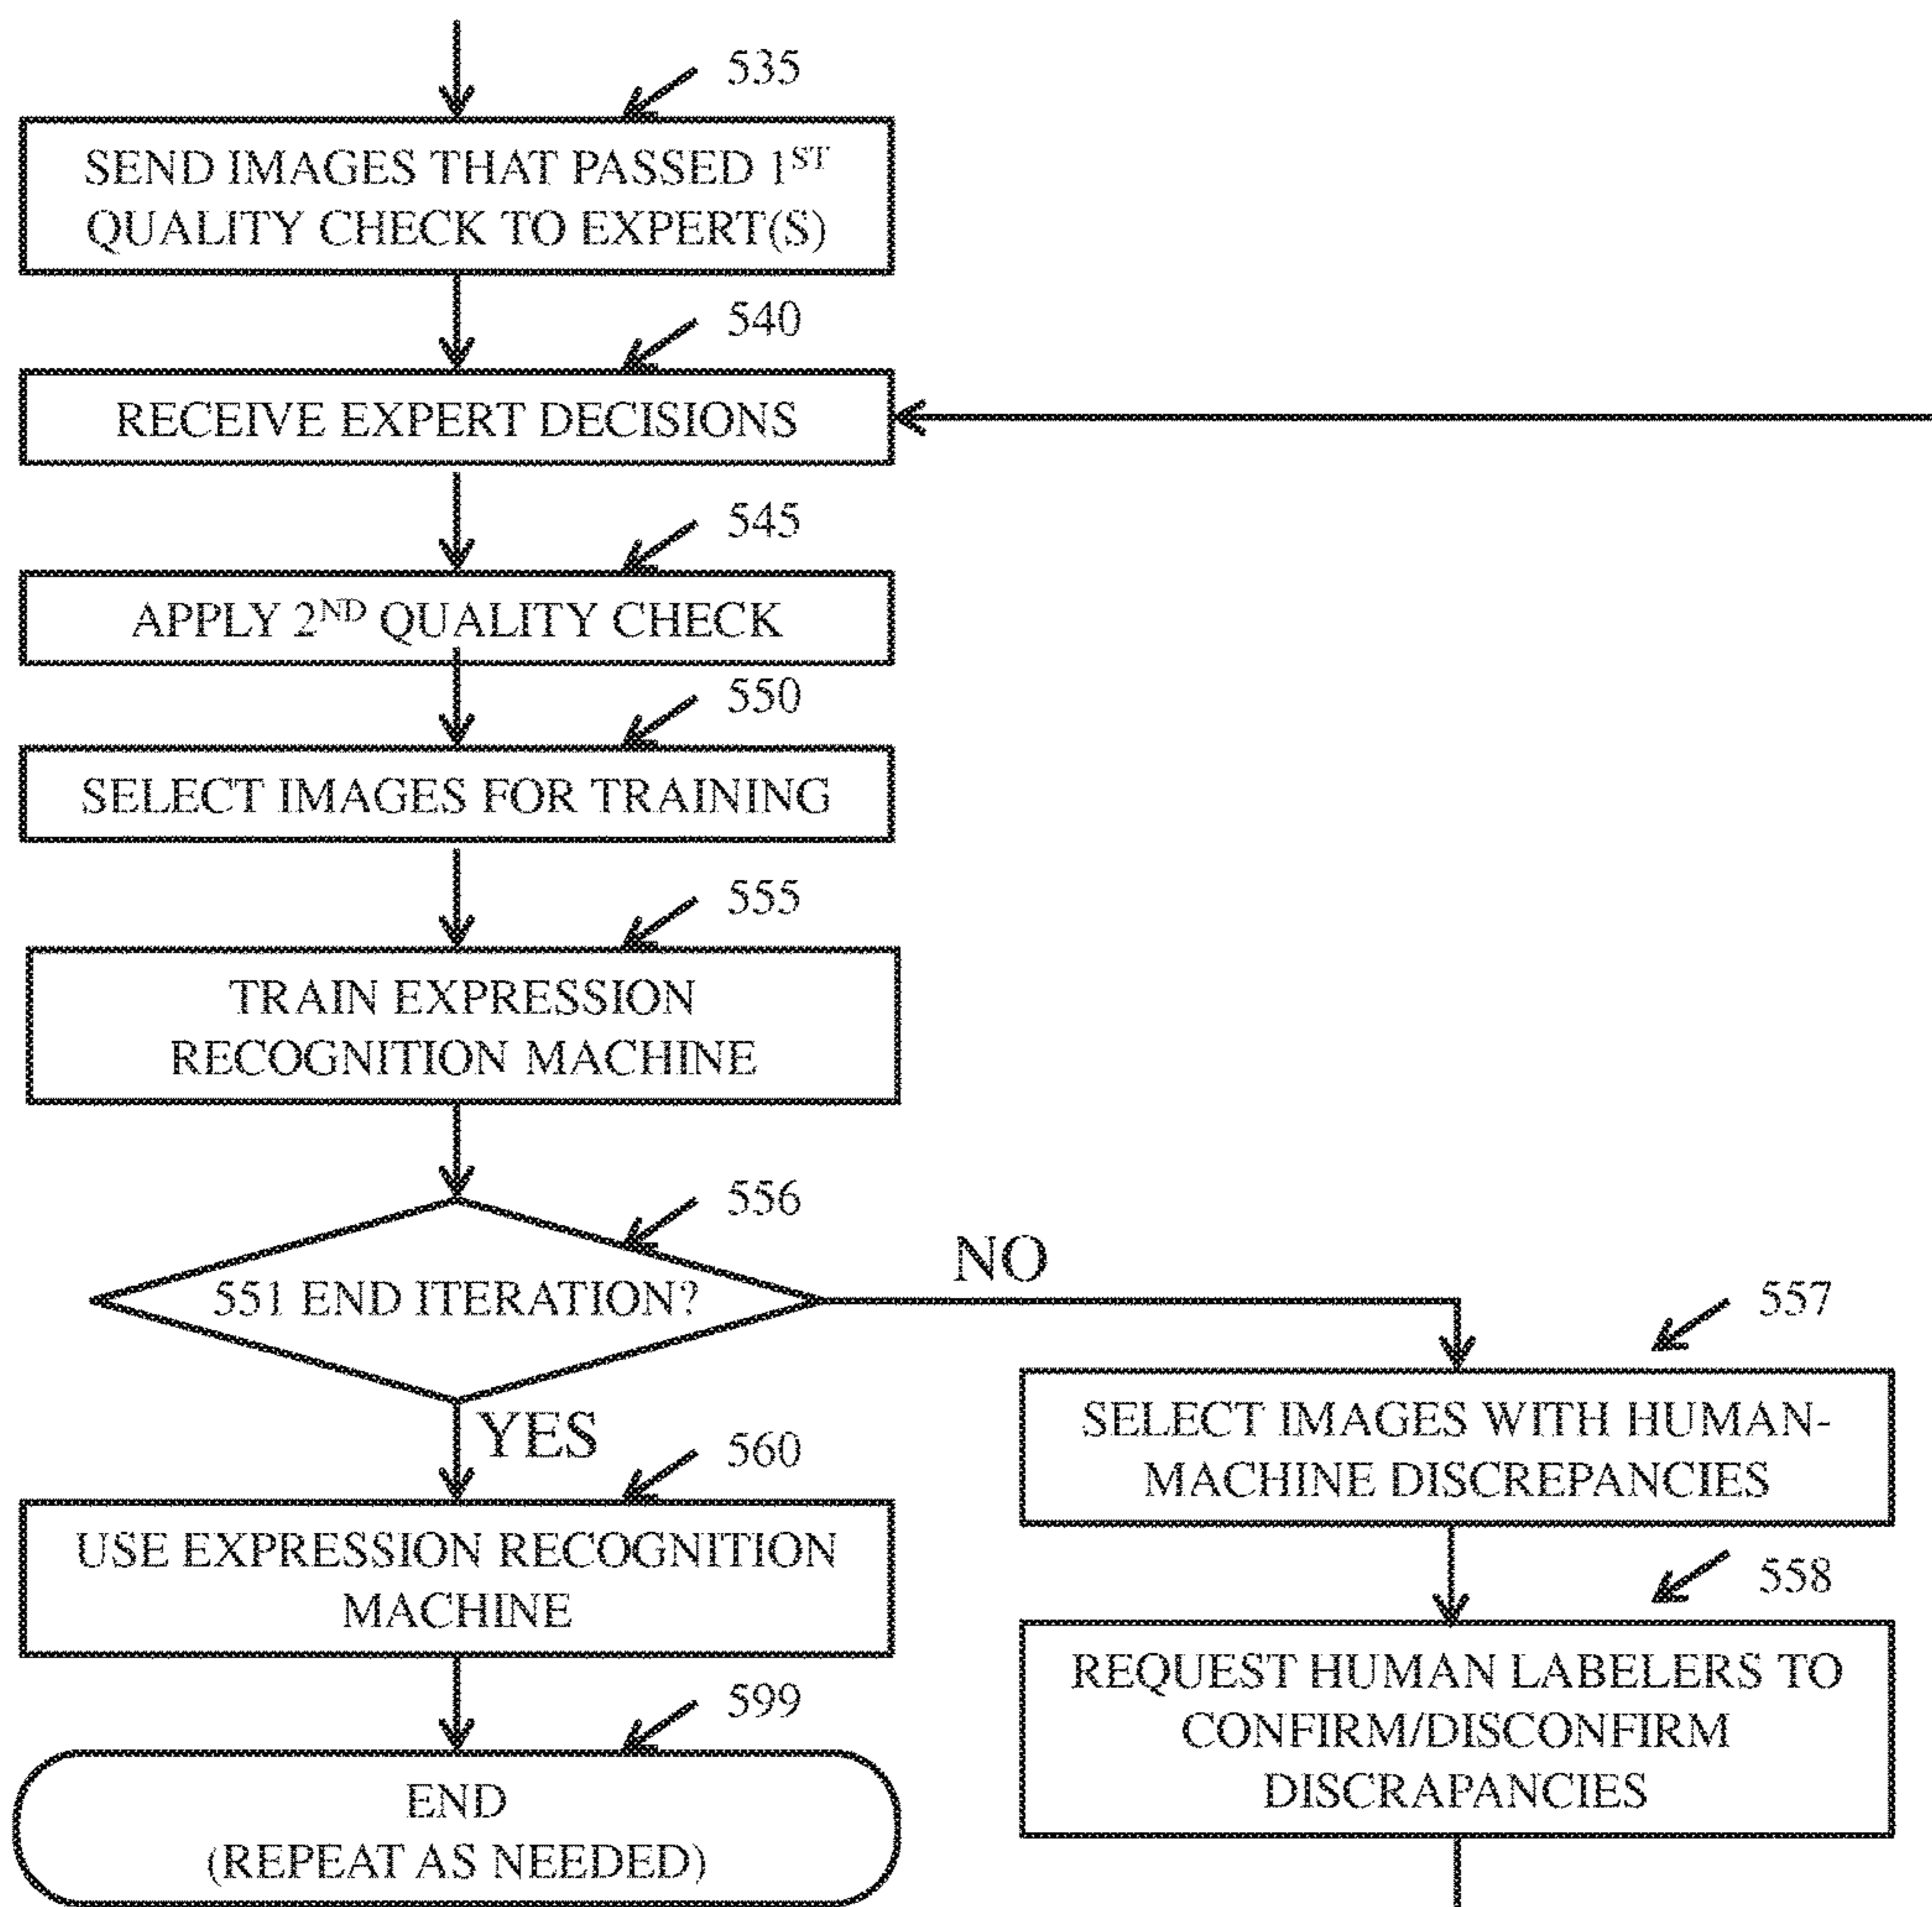 535
SEND IMAGES THAT PASSED 1ST
QUALITY CHECK TO EXPERT(S)
540
RECEIVE EXPERT DECISIONS
545
APPLY 2ND QUALITY CHECK
550
SELECT IMAGES FOR TRAINING
555
TRAIN EXPRESSION
RECOGNITION MACHINE
556
551 END ITERATION?
NO
YES
557
SELECT IMAGES WITH HUMAN-
MACHINE DISCREPANCIES
558
REQUEST HUMAN LABELERS TO
CONFIRM/DISCONFIRM
DISCRAPANCIES
560
USE EXPRESSION RECOGNITION
MACHINE
599
END
(REPEAT AS NEEDED)